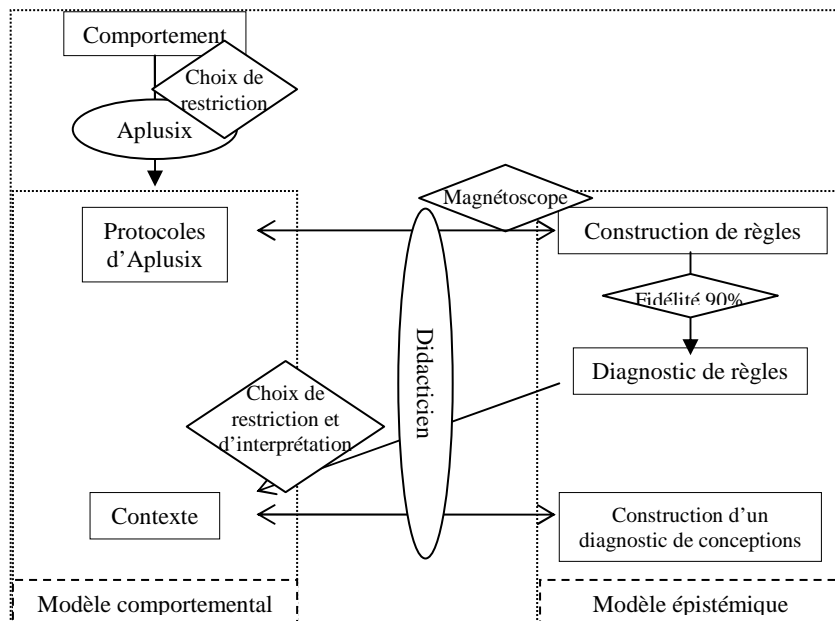 Comportement
Choix de
restriction
Aplusix
Magnétoscope
Protocoles
d'Aplusix
Construction de règles
Fidélité 90%
Didacticien
Diagnostic de règles
Choix de
restriction et
d'interprétation
Contexte
Construction d'un
diagnostic de conceptions
Modèle comportemental
Modèle épistémique